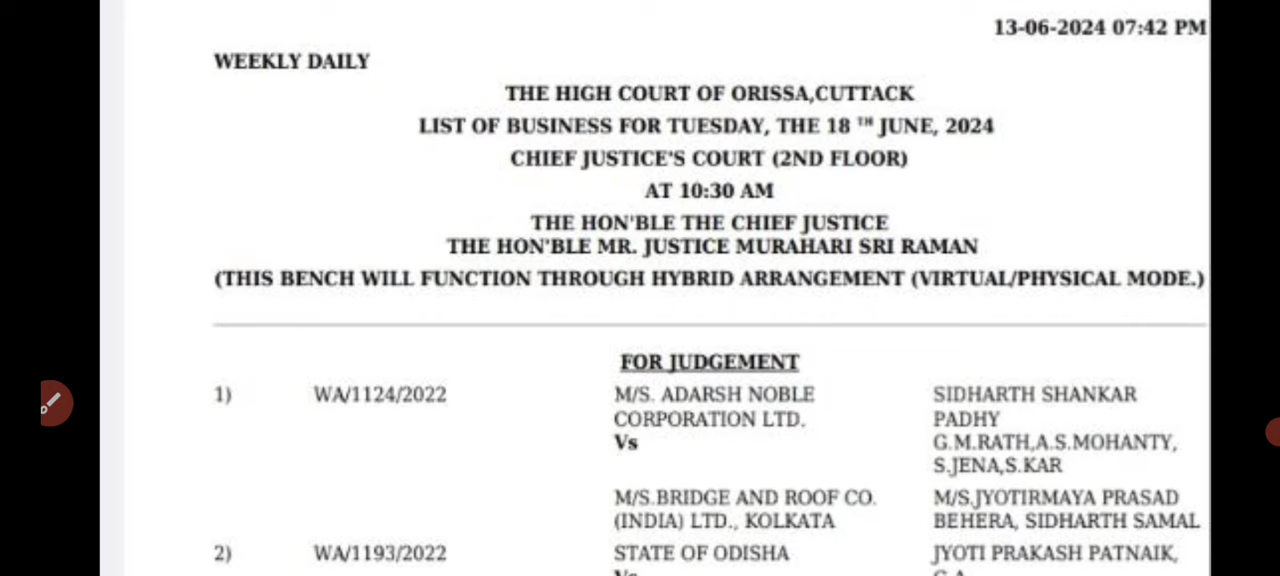 13-06-2024 07:42 PM
WEEKLY DAILY
THE HIGH COURT OF ORISSA,CUTTACK
LIST OF BUSINESS FOR TUESDAY, THE 18 TH JUNE, 2024
CHIEF JUSTICE'S COURT (2ND FLOOR)
AT 10:30 AM
THE HON'BLE THE CHIEF JUSTICE
THE HON'BLE MR. JUSTICE MURAHARI SRI RAMAN
(THIS BENCH WILL FUNCTION THROUGH HYBRID ARRANGEMENT (VIRTUAL/PHYSICAL MODE.)
FOR JUDGEMENT
1) WA/1124/2022 M/S. ADARSH NOBLE SIDHARTH SHANKAR
CORPORATION LTD. PADHY
Vs G.M.RATH,A.S.MOHANTY,
S.JENA,S.KAR
M/S.BRIDGE AND ROOF CO. M/S.JYOTIRMAYA PRASAD
(INDIA) LTD., KOLKATA BEHERA, SIDHARTH SAMAL
2) WA/1193/2022 STATE OF ODISHA JYOTI PRAKASH PATNAIK,